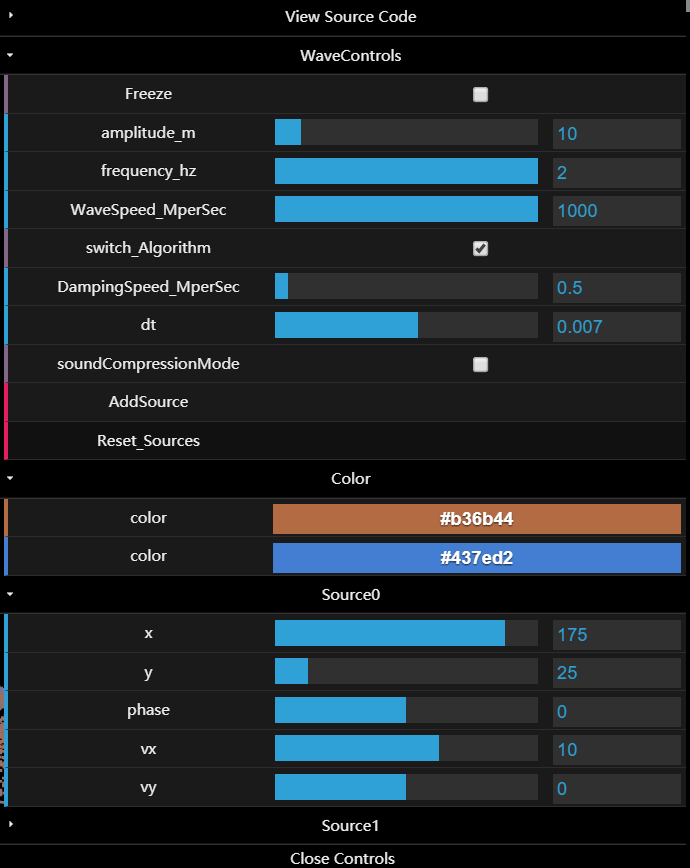 View Source Code
WaveControls
Freeze
amplitude_m 10
frequency_hz 2
WaveSpeed_MperSec 1000
switch_Algorithm
DampingSpeed_MperSec 0.5
dt 0.007
soundCompressionMode
AddSource
Reset_Sources
Color
color #b36b44
color #437ed2
Source0
x 175
y 25
phase 0
vx 10
vy 0
Source1
Close Controls